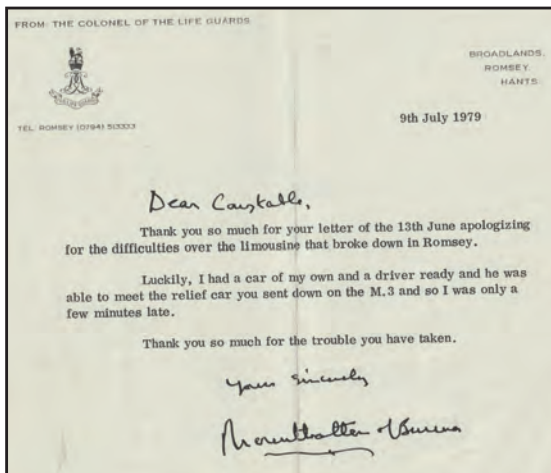 FROM: THE COLONEL OF THE LIFE GUARDS
BROADLANDS,
ROMSEY,
HANTS.
TEL: ROMSEY (0794) 513333
9th July 1979
Dear Constable,
Thank you so much for your letter of the 13th June apologizing
for the difficulties over the limousine that broke down in Romsey.
Luckily, I had a car of my own and a driver ready and he was
able to meet the relief car you sent down on the M.3 and so I was only a
few minutes late.
Thank you so much for the trouble you have taken.
Yours sincerely
Mountbatten of Burma